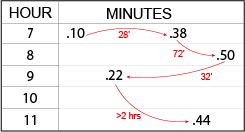 HOUR MINUTES
7 .10 28' .38
72'
8 .50
9 .22 32'
10
>2 hrs
11 .44